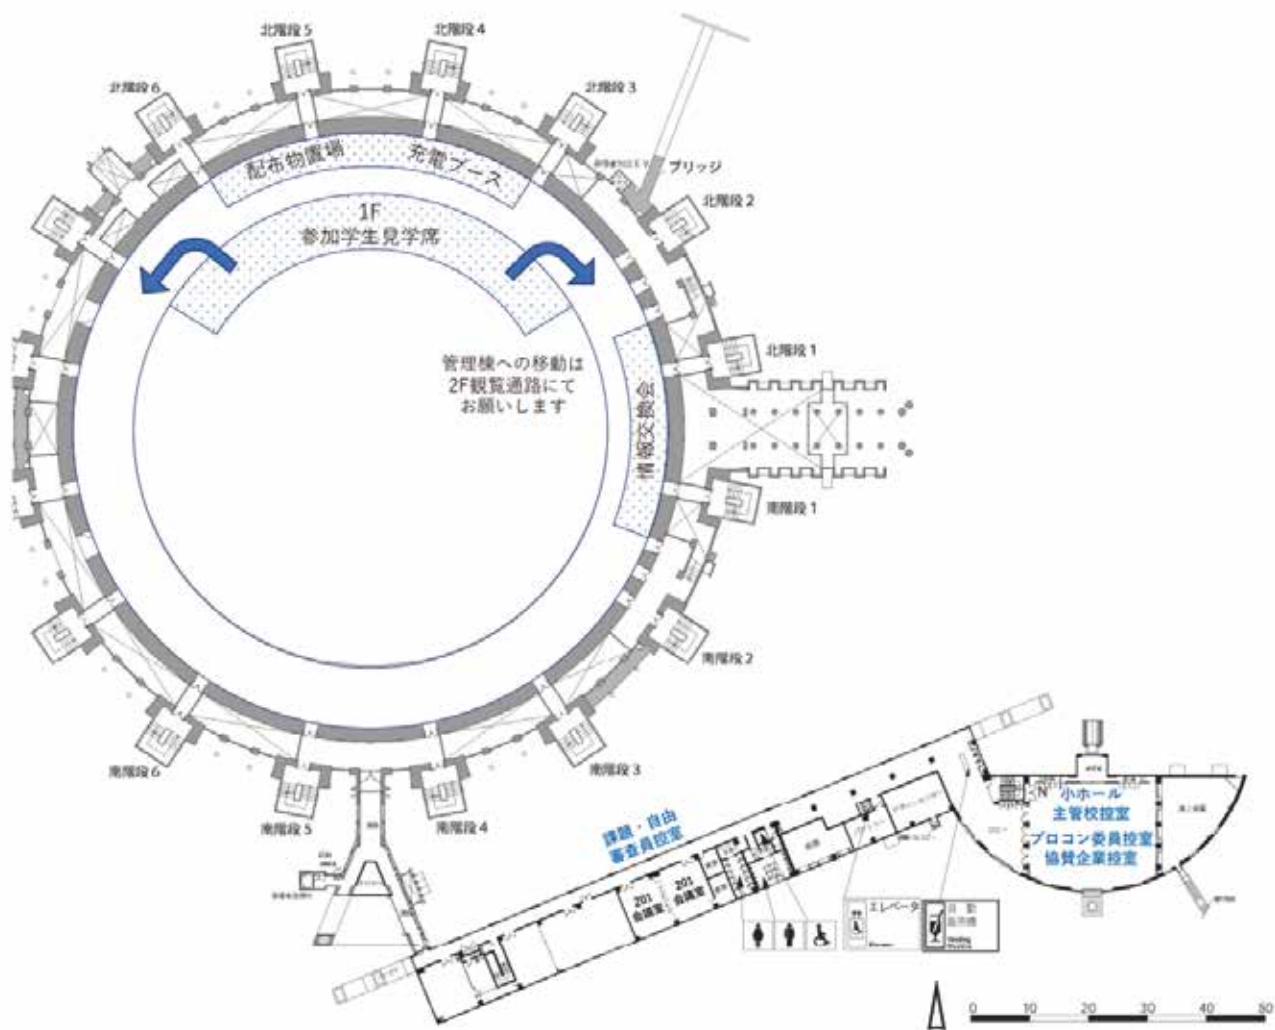 北階段5
北階段4
北階段6
北階段3
配布物置場
充電ブース
ブリッジ
北階段2
1F
参加学生見学席
管理棟への移動は
2F観覧通路にて
お願いします
北階段1
情報交換会
南階段1
南階段2
南階段6
南階段3
南階段5
南階段4
課題・自由
審査員控室
小ホール
主管校控室
プロコン委員控室
協賛企業控室
201
会議室
201
会議室
エレベータ
自動
0 10 20 30 40 50